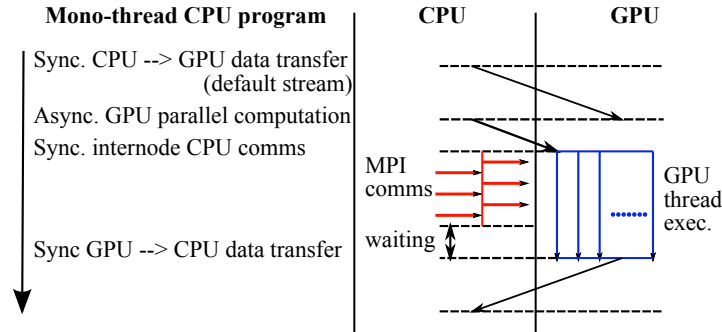 Mono-thread CPU program CPU GPU
Sync. CPU --> GPU data transfer
(default stream)
Async. GPU parallel computation
Sync. internode CPU comms
MPI
comms
GPU
thread
exec.
waiting
Sync GPU --> CPU data transfer